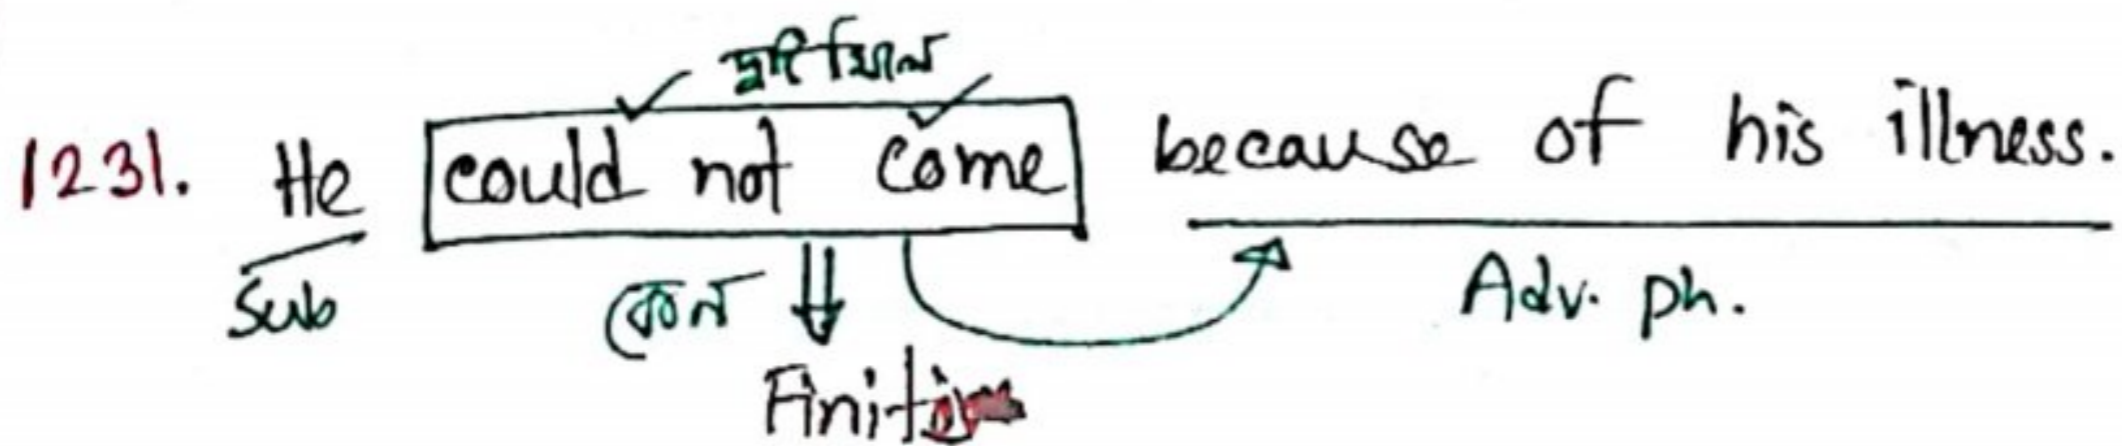 দুই মিলে
1231. He could not come because of his illness.
Sub কেন Adv. ph.